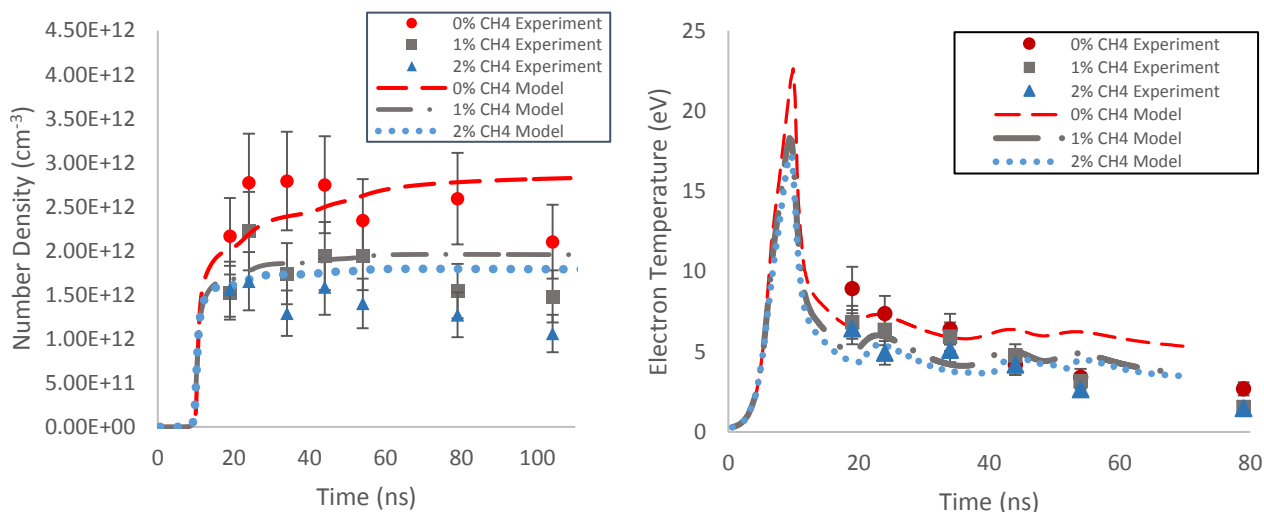 4.50E+12
4.00E+12
3.50E+12
3.00E+12
2.50E+12
2.00E+12
1.50E+12
1.00E+12
5.00E+11
0.00E+00
Number Density (cm-3)
0 20 40 60 80 100
Time (ns)
0% CH4 Experiment
1% CH4 Experiment
2% CH4 Experiment
0% CH4 Model
1% CH4 Model
2% CH4 Model
25
20
15
10
5
0
Electron Temperature (eV)
0 20 40 60 80
Time (ns)
0% CH4 Experiment
1% CH4 Experiment
2% CH4 Experiment
0% CH4 Model
1% CH4 Model
2% CH4 Model